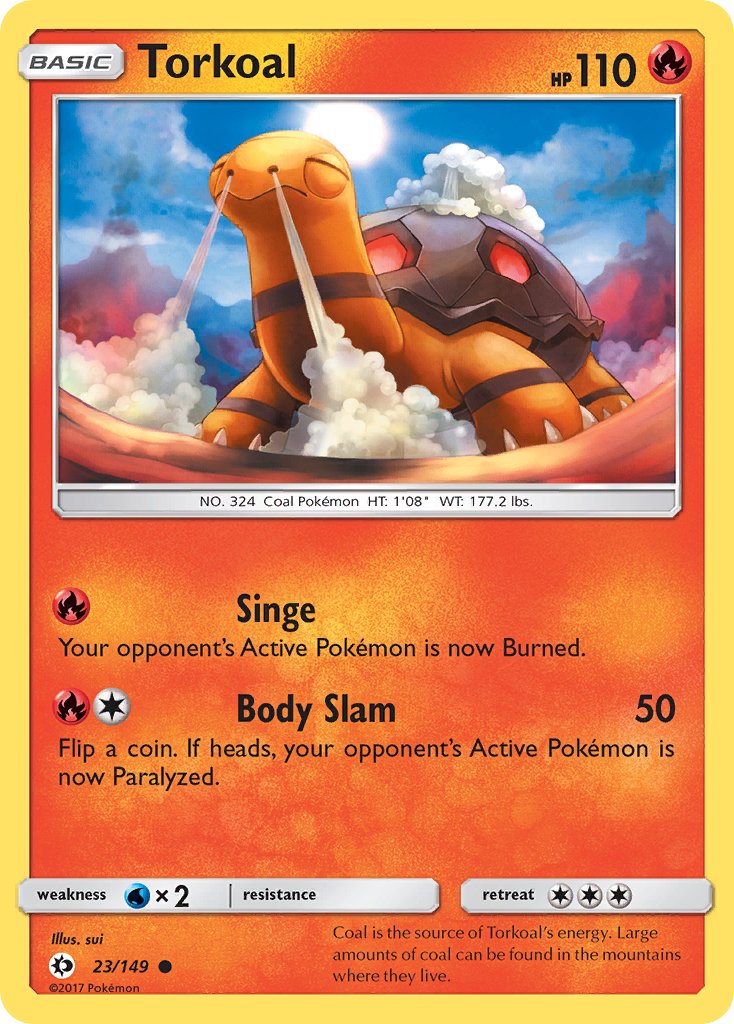 BASIC Torkoal HP 110
NO. 324 Coal Pokémon HT: 1'08" WT: 177.2 lbs.
Singe
Your opponent's Active Pokémon is now Burned.
Body Slam 50
Flip a coin. If heads, your opponent's Active Pokémon is
now Paralyzed.
weakness × 2 resistance retreat
Illus. sui
23/149
©2017 Pokémon
Coal is the source of Torkoal's energy. Large
amounts of coal can be found in the mountains
where they live.